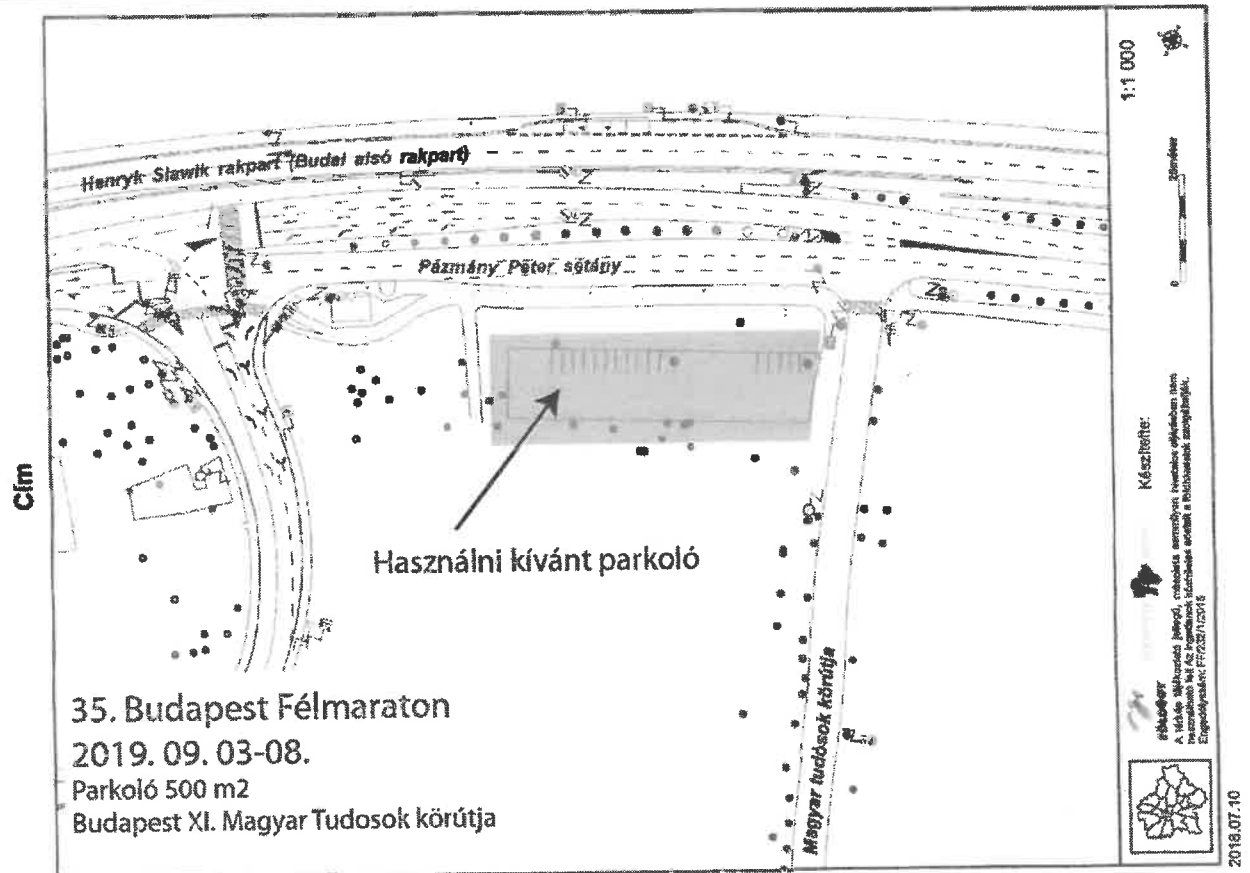 Cím
Henryk Slawik rakpart (Budai alsó rakpart)
Pázmány Péter sétány
Használni kívánt parkoló
Magyar tudósok körútja
35. Budapest Félmaraton
2019. 09. 03-08.
Parkoló 500 m2
Budapest XI. Magyar Tudosok körútja
1:1 000
0
Készítette:
2018.07.10